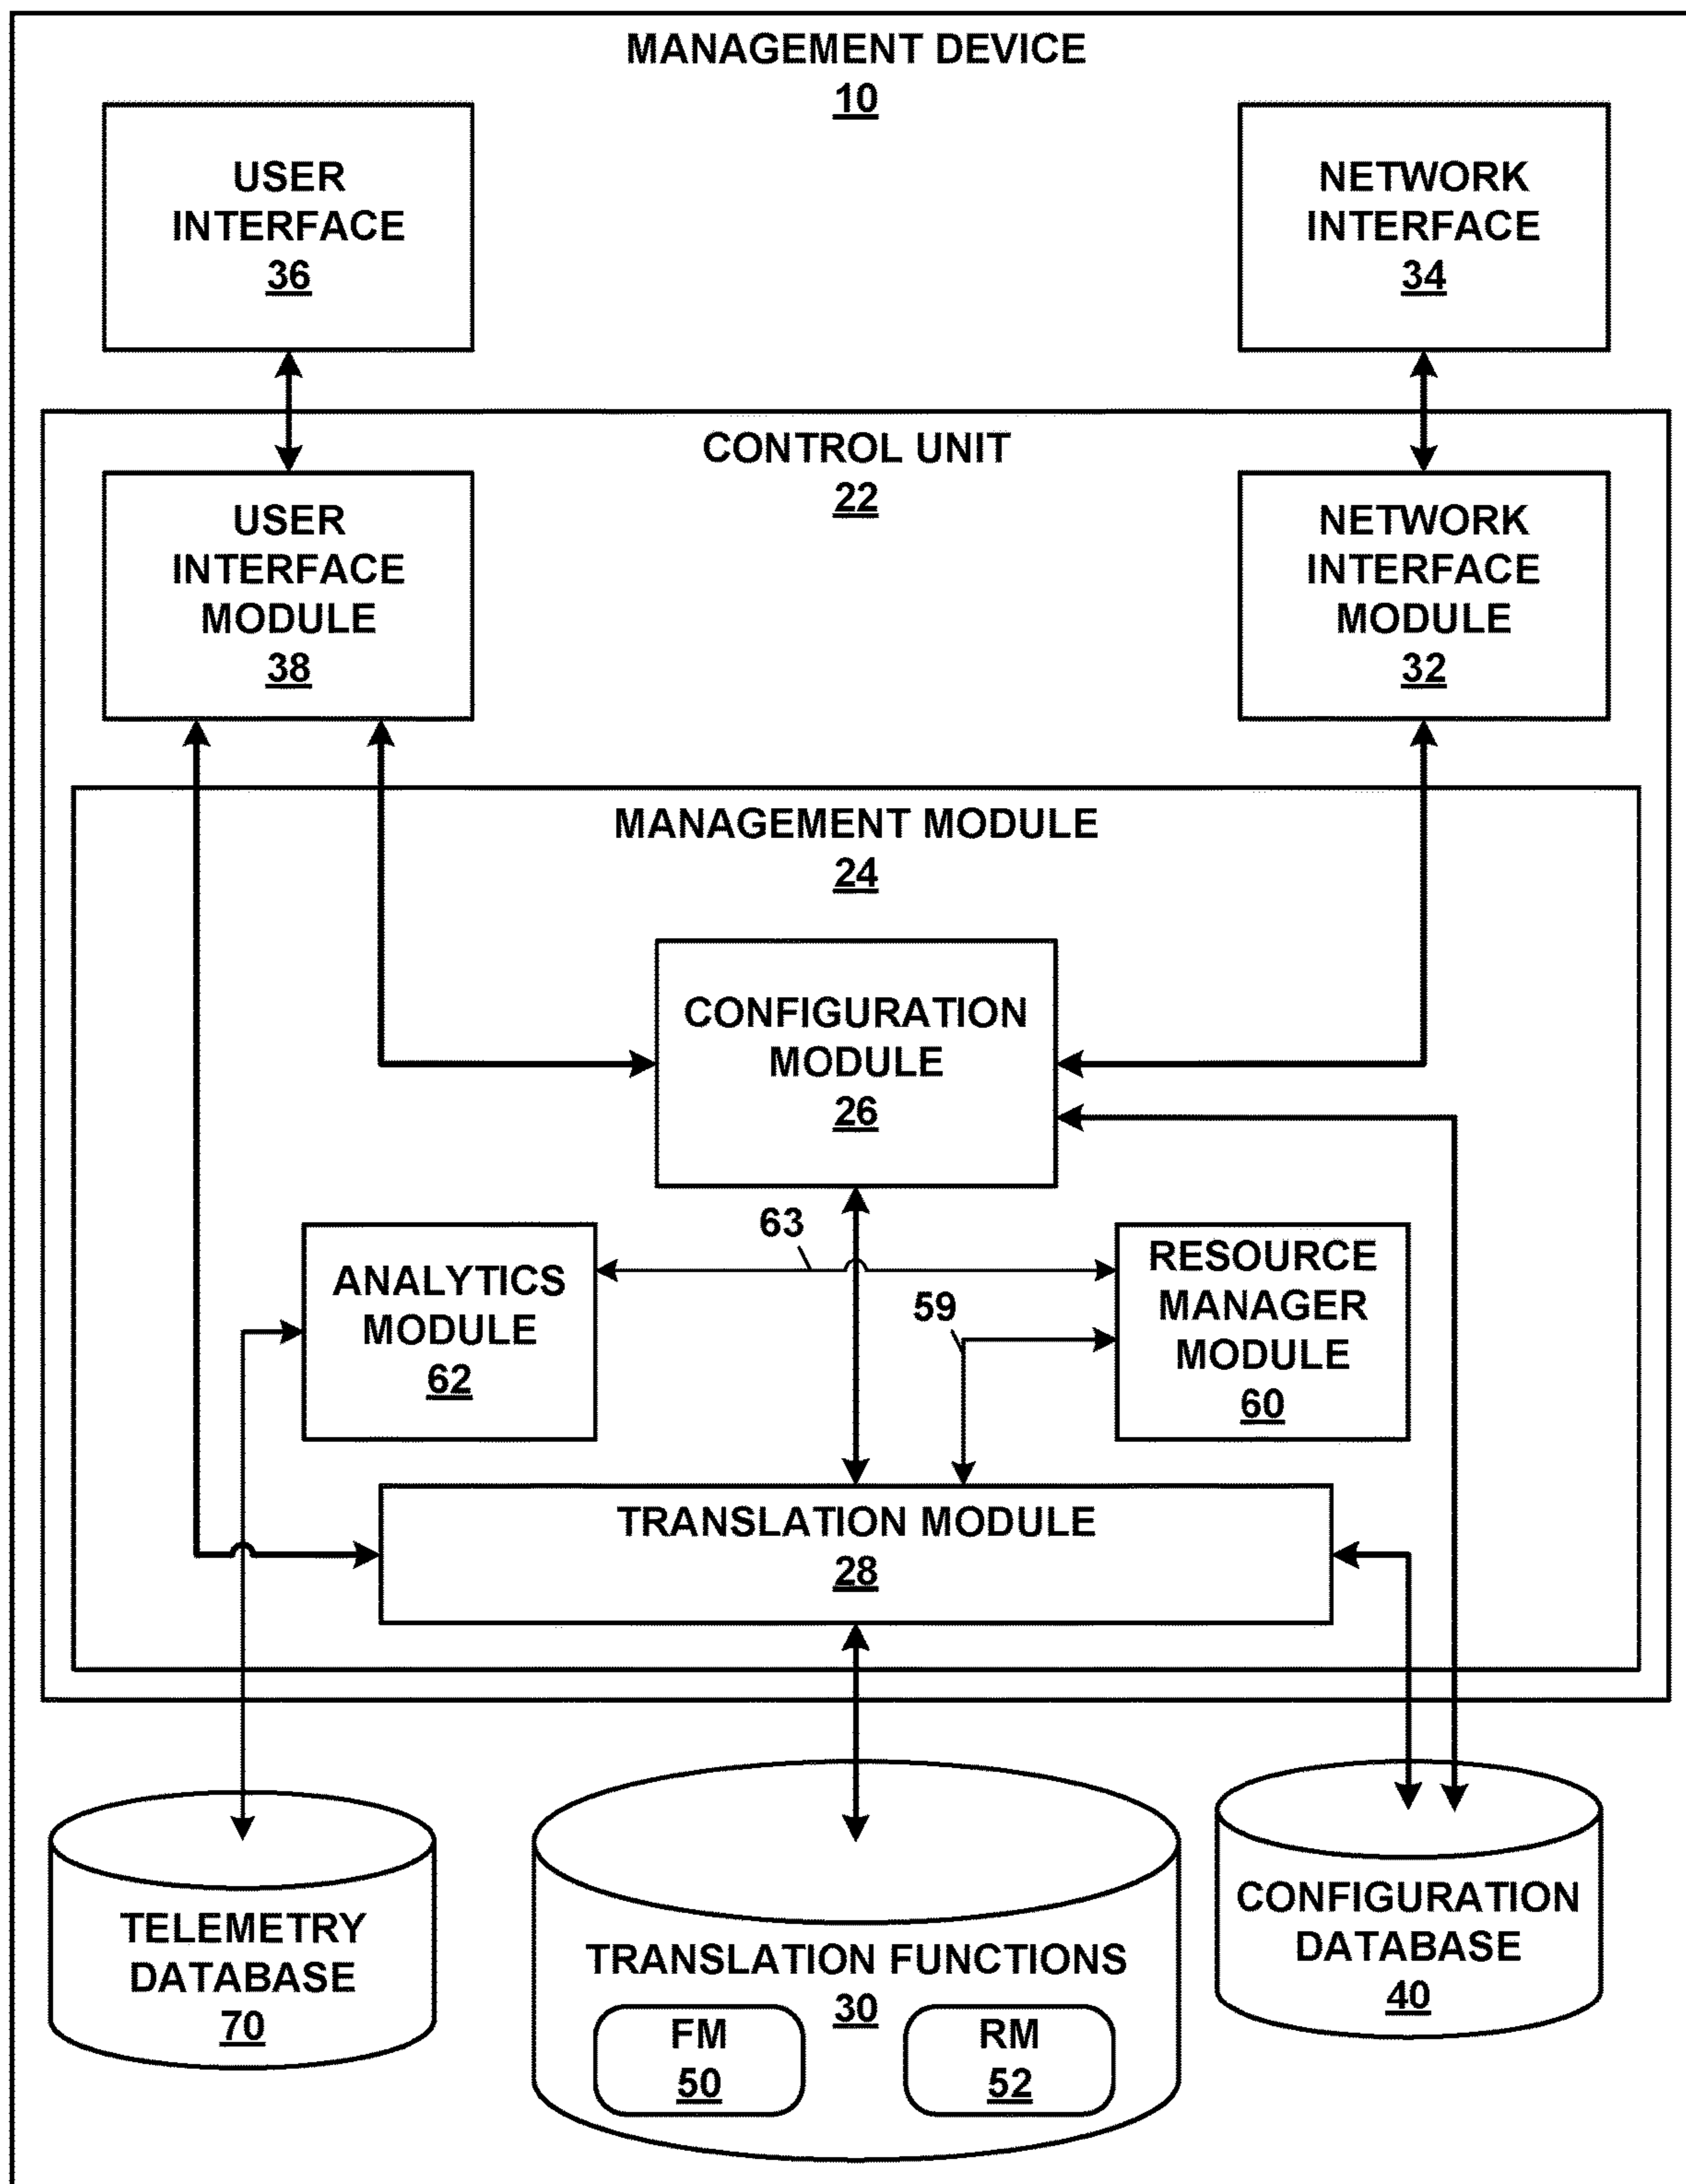 MANAGEMENT DEVICE
10
USER
INTERFACE
36
NETWORK
INTERFACE
34
CONTROL UNIT
22
USER
INTERFACE
MODULE
38
NETWORK
INTERFACE
MODULE
32
MANAGEMENT MODULE
24
CONFIGURATION
MODULE
26
63
ANALYTICS
MODULE
62
59
RESOURCE
MANAGER
MODULE
60
TRANSLATION MODULE
28
TELEMETRY
DATABASE
70
TRANSLATION FUNCTIONS
30
FM
50
RM
52
CONFIGURATION
DATABASE
40